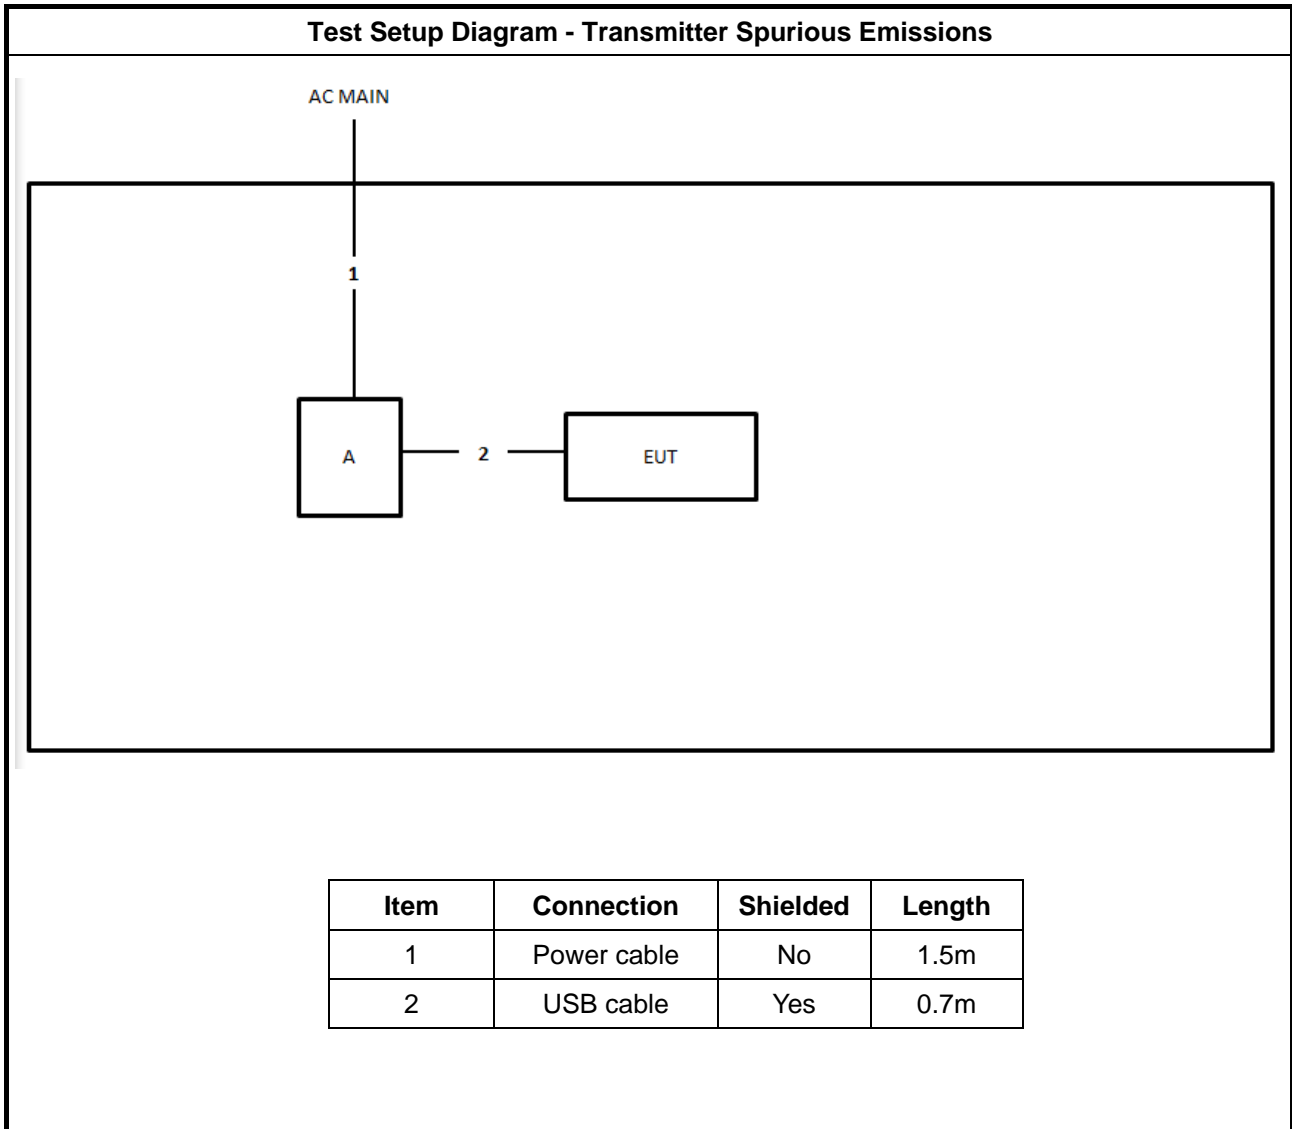 Test Setup Diagram - Transmitter Spurious Emissions
AC MAIN
1
A
2
EUT
Item Connection Shielded Length
1 Power cable No 1.5m
2 USB cable Yes 0.7m